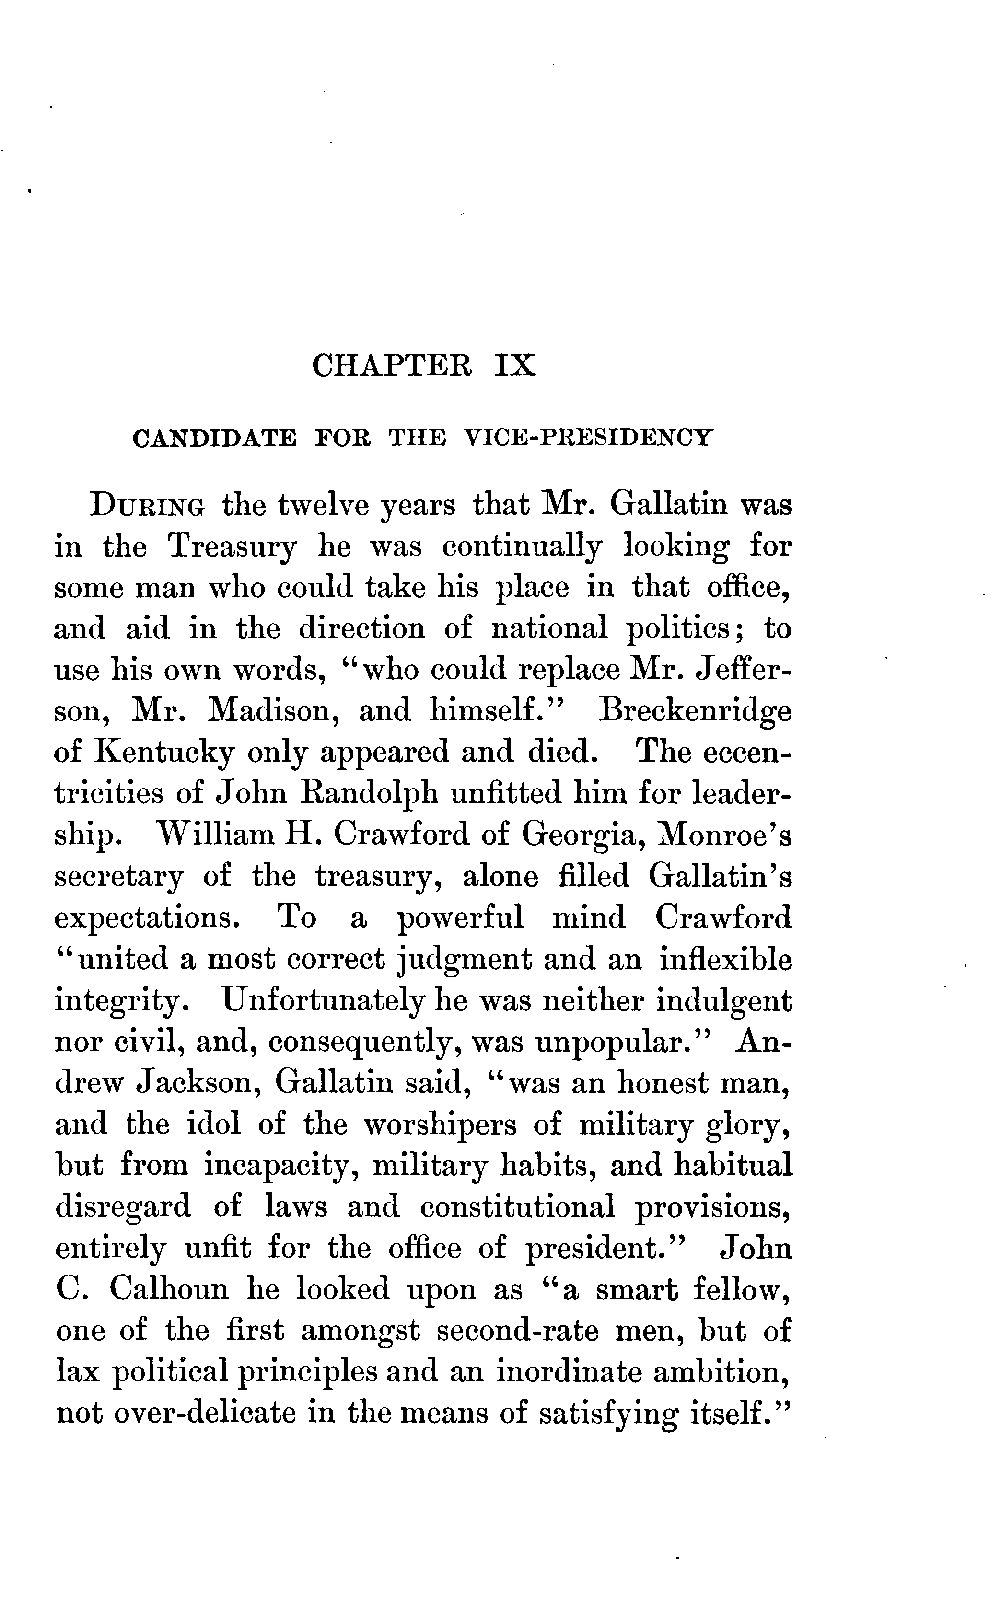 CHAPTER IX
CANDIDATE FOR THE VICE-PRESIDENCY
DURING the twelve years that Mr. Gallatin was
in the Treasury he was continually looking for
some man who could take his place in that office,
and aid in the direction of national politics; to
use his own words, “who could replace Mr. Jeffer-
son, Mr. Madison, and himself.” Breckenridge
of Kentucky only appeared and died. The eccen-
tricities of John Randolph unfitted him for leader-
ship. William H. Crawford of Georgia, Monroe’s
secretary of the treasury, alone filled Gallatin’s
expectations. To a powerful mind Crawford
“united a most correct judgment and an inflexible
integrity. Unfortunately he was neither indulgent
nor civil, and, consequently, was unpopular.” An-
drew Jackson, Gallatin said, “was an honest man,
and the idol of the worshipers of military glory,
but from incapacity, military habits, and habitual
disregard of laws and constitutional provisions,
entirely unfit for the office of president.” John
C. Calhoun he looked upon as “a smart fellow,
one of the first amongst second-rate men, but of
lax political principles and an inordinate ambition,
not over-delicate in the means of satisfying itself.”